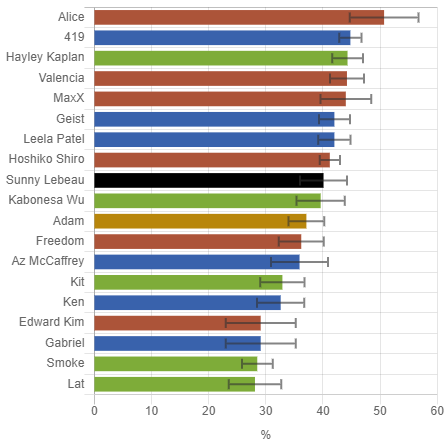 Alice
419
Hayley Kaplan
Valencia
MaxX
Geist
Leela Patel
Hoshiko Shiro
Sunny Lebeau
Kabonesa Wu
Adam
Freedom
Az McCaffrey
Kit
Ken
Edward Kim
Gabriel
Smoke
Lat
0 10 20 30 40 50 60
%